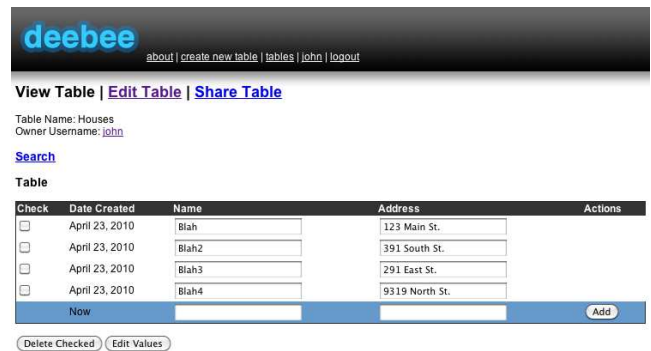 deebee
about | create new table | tables | john | logout
View Table | Edit Table | Share Table
Table Name: Houses
Owner Username: john
Search
Table
Check Date Created Name Address Actions
April 23, 2010 Blah 123 Main St.
April 23, 2010 Blah2 391 South St.
April 23, 2010 Blah3 291 East St.
April 23, 2010 Blah4 9319 North St.
Now Add
Delete Checked Edit Values